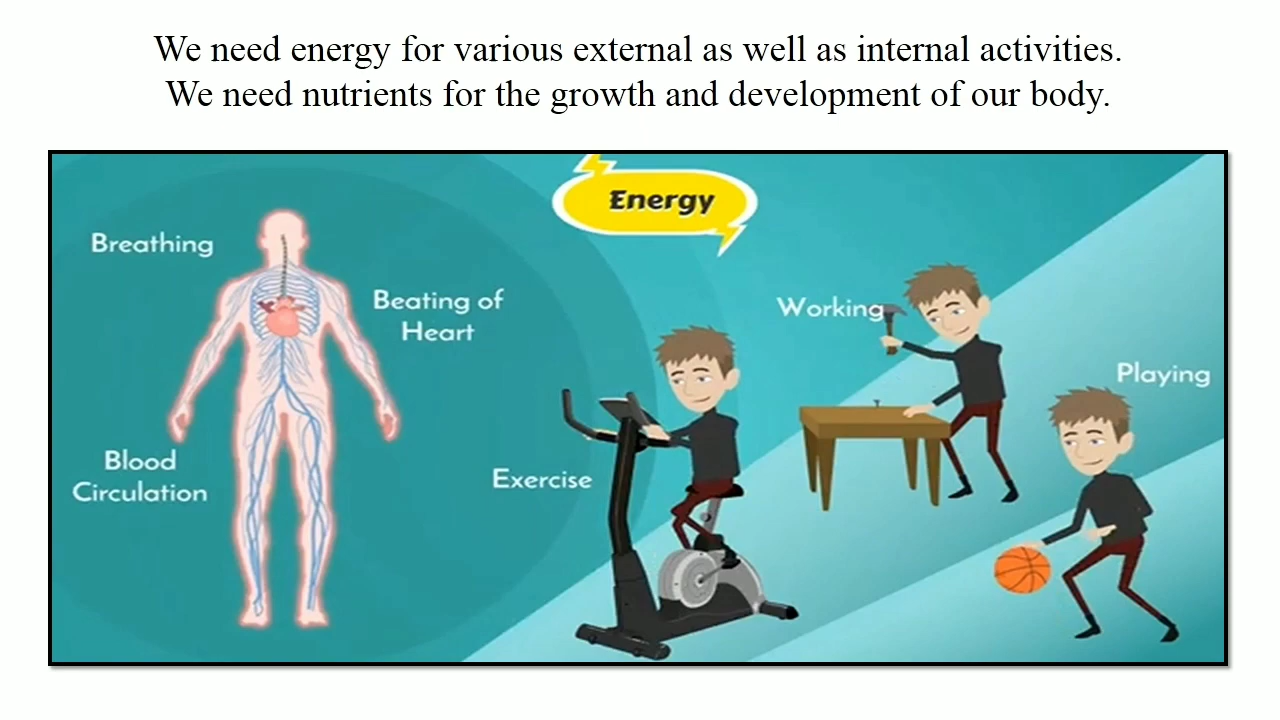 We need energy for various external as well as internal activities.
We need nutrients for the growth and development of our body.
Energy
Breathing
Beating of
Heart
Blood
Circulation
Exercise
Working
Playing